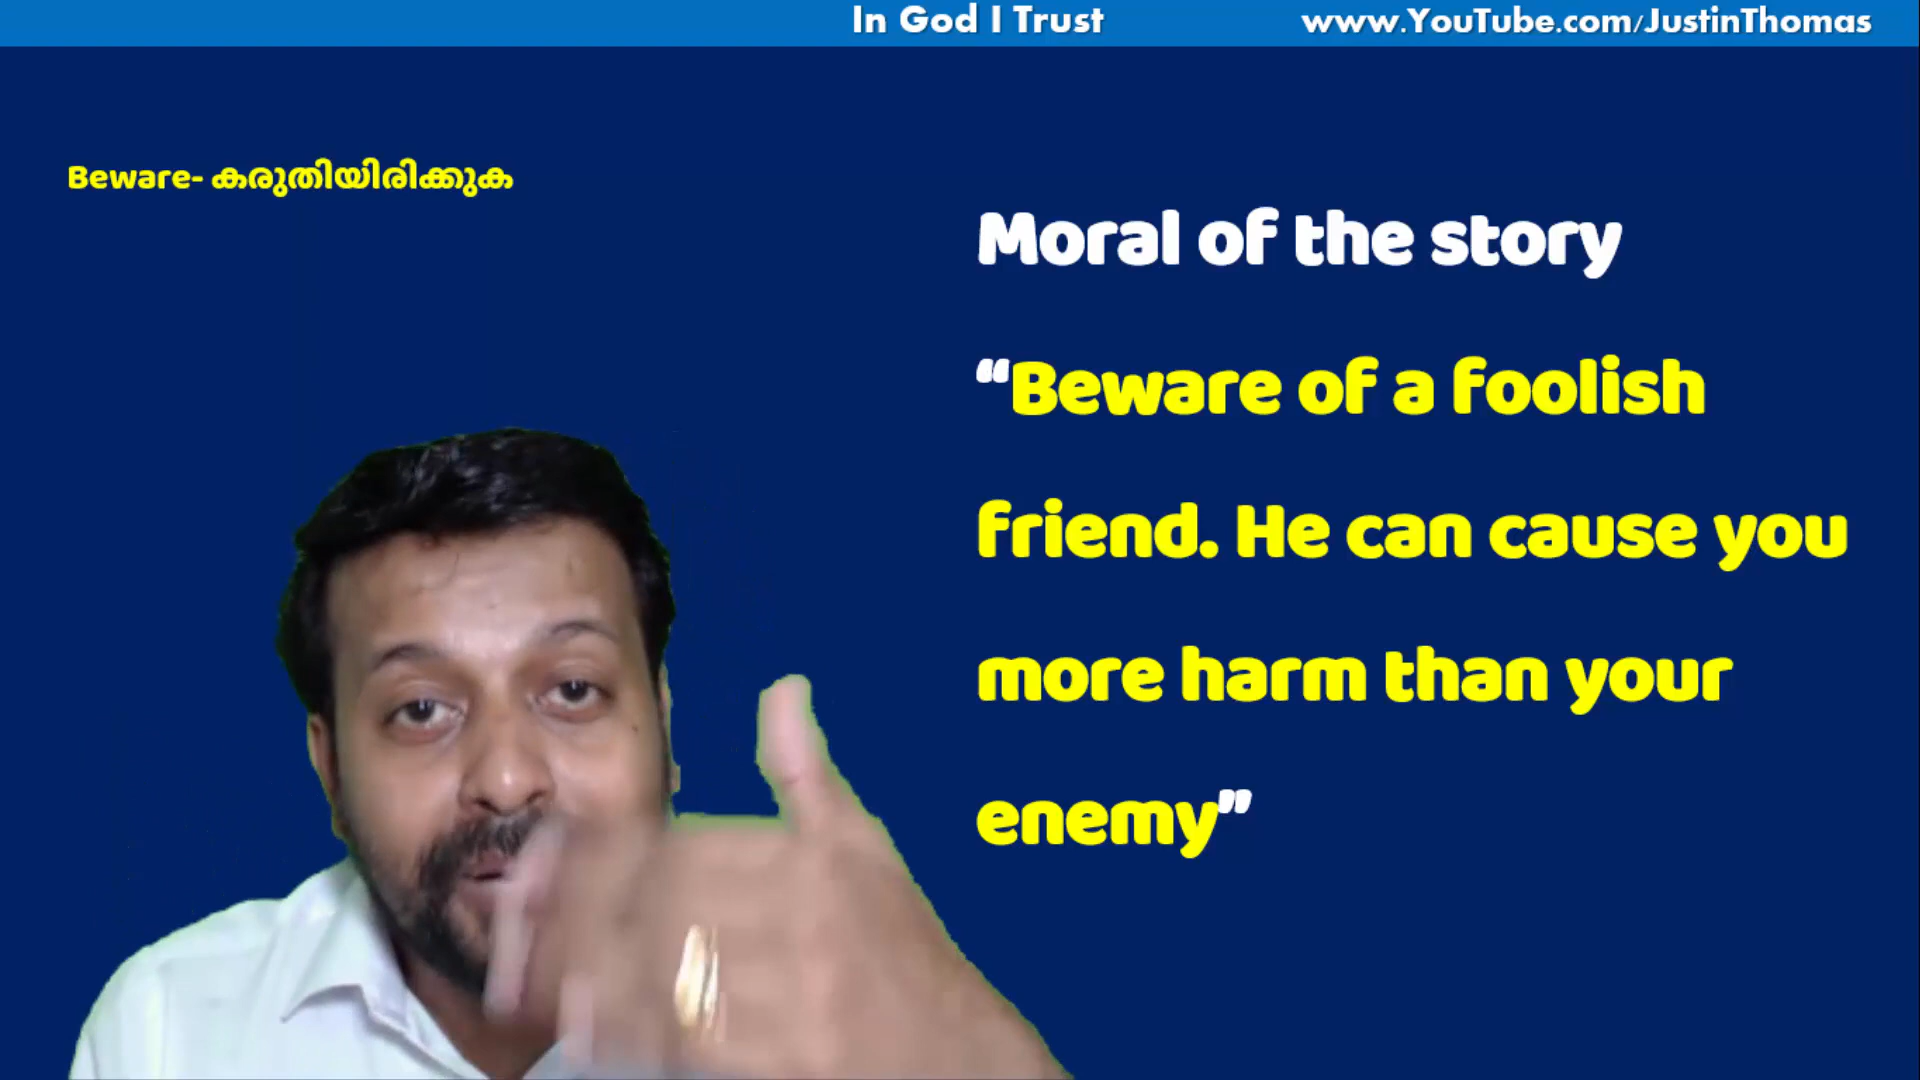 In God I Trust
www.YouTube.com/JustinThomas
Beware- കരുതിയിരിക്കുക
Moral of the story
“Beware of a foolish
friend. He can cause you
more harm than your
enemy”